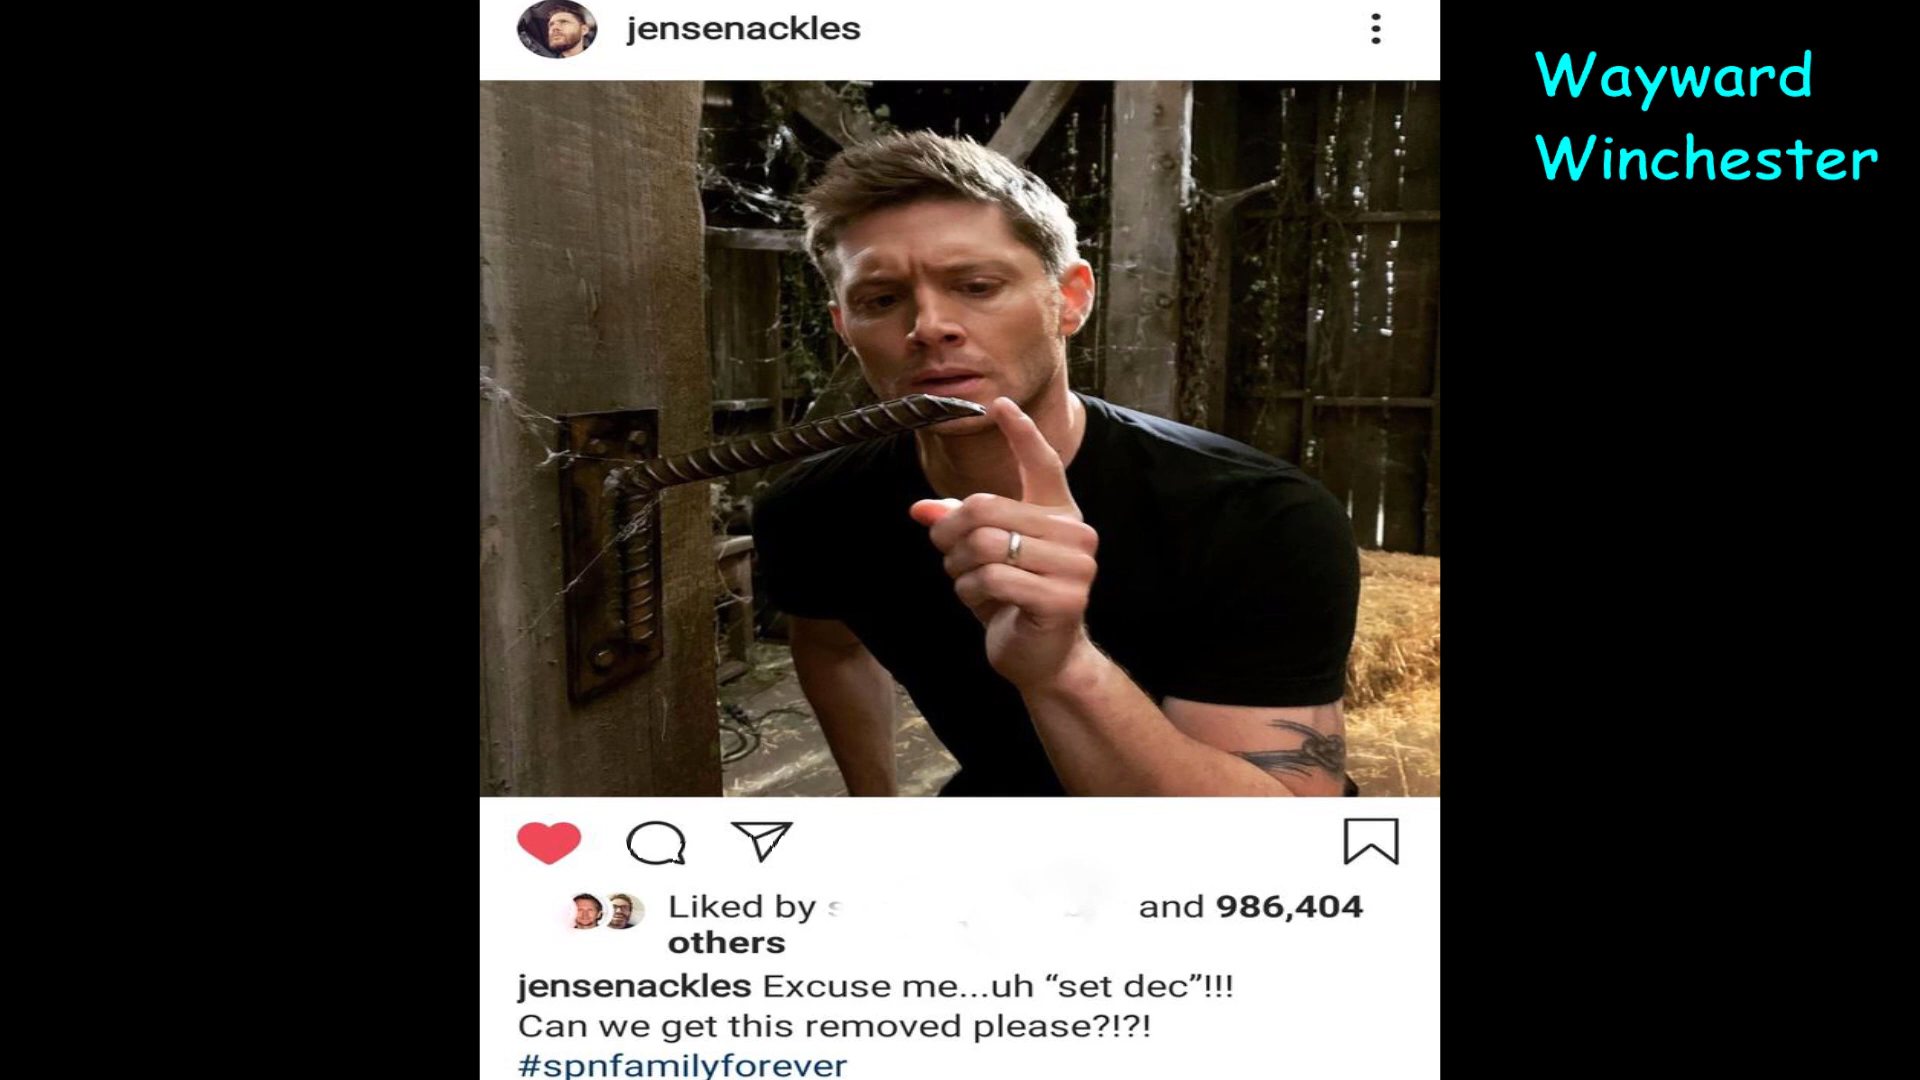 jensenackles
Wayward
Winchester
Liked by and 986,404
others
jensenackles Excuse me...uh “set dec”!!!
Can we get this removed please?!?!
#spnfamilyforever